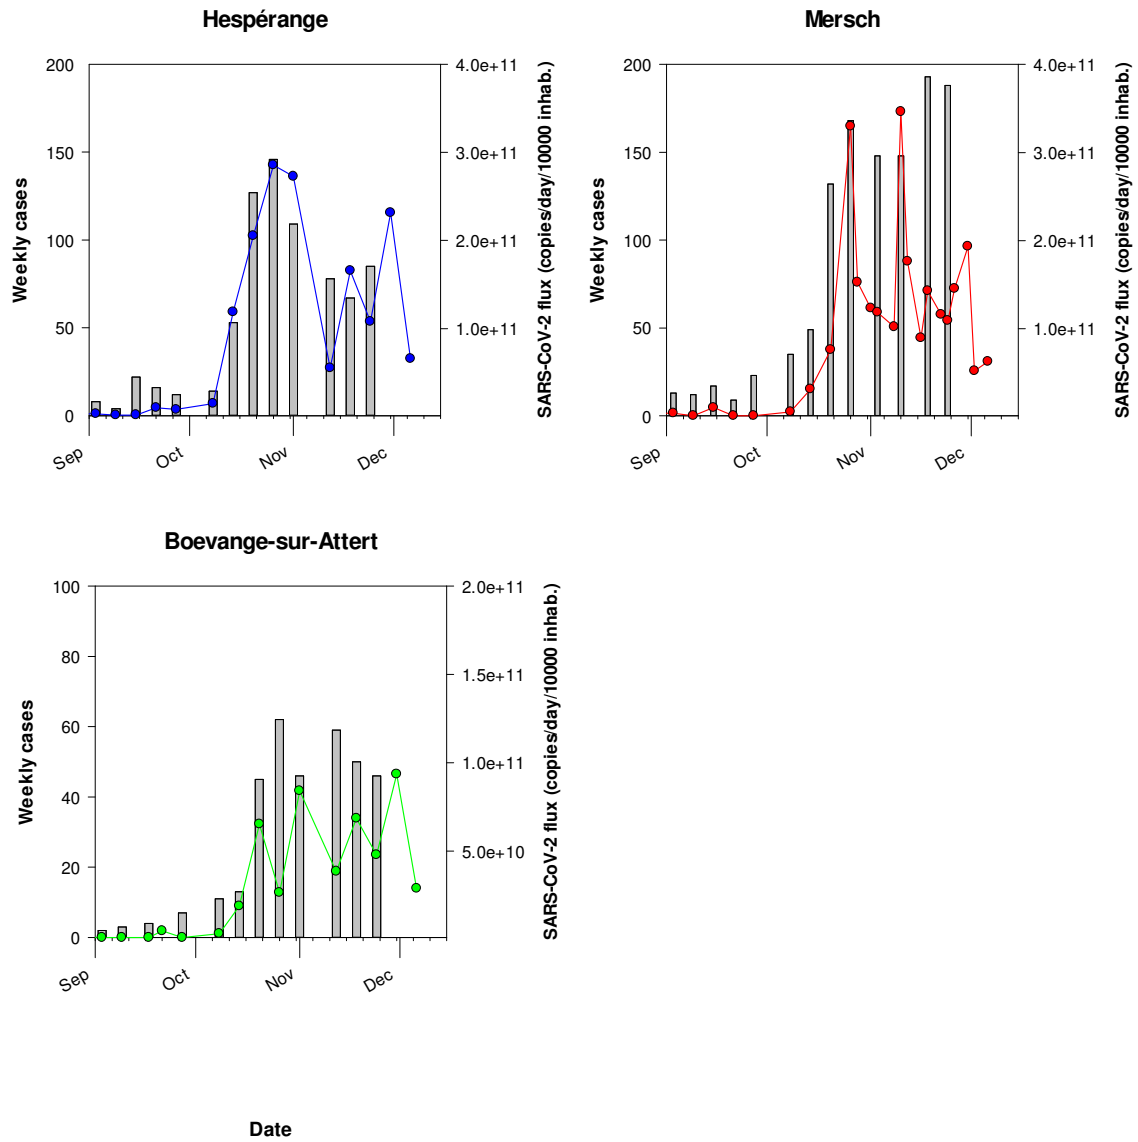 Hespérange
Weekly cases
200
150
100
50
0
4.0e+11
3.0e+11
2.0e+11
1.0e+11
SARS-CoV-2 flux (copies/day/10000 inhab.)
Sep
Oct
Nov
Dec
Mersch
Weekly cases
200
150
100
50
0
4.0e+11
3.0e+11
2.0e+11
1.0e+11
SARS-CoV-2 flux (copies/day/10000 inhab.)
Sep
Oct
Nov
Dec
Boevange-sur-Attert
Weekly cases
100
80
60
40
20
0
2.0e+11
1.5e+11
1.0e+11
5.0e+10
SARS-CoV-2 flux (copies/day/10000 inhab.)
Sep
Oct
Nov
Dec
Date